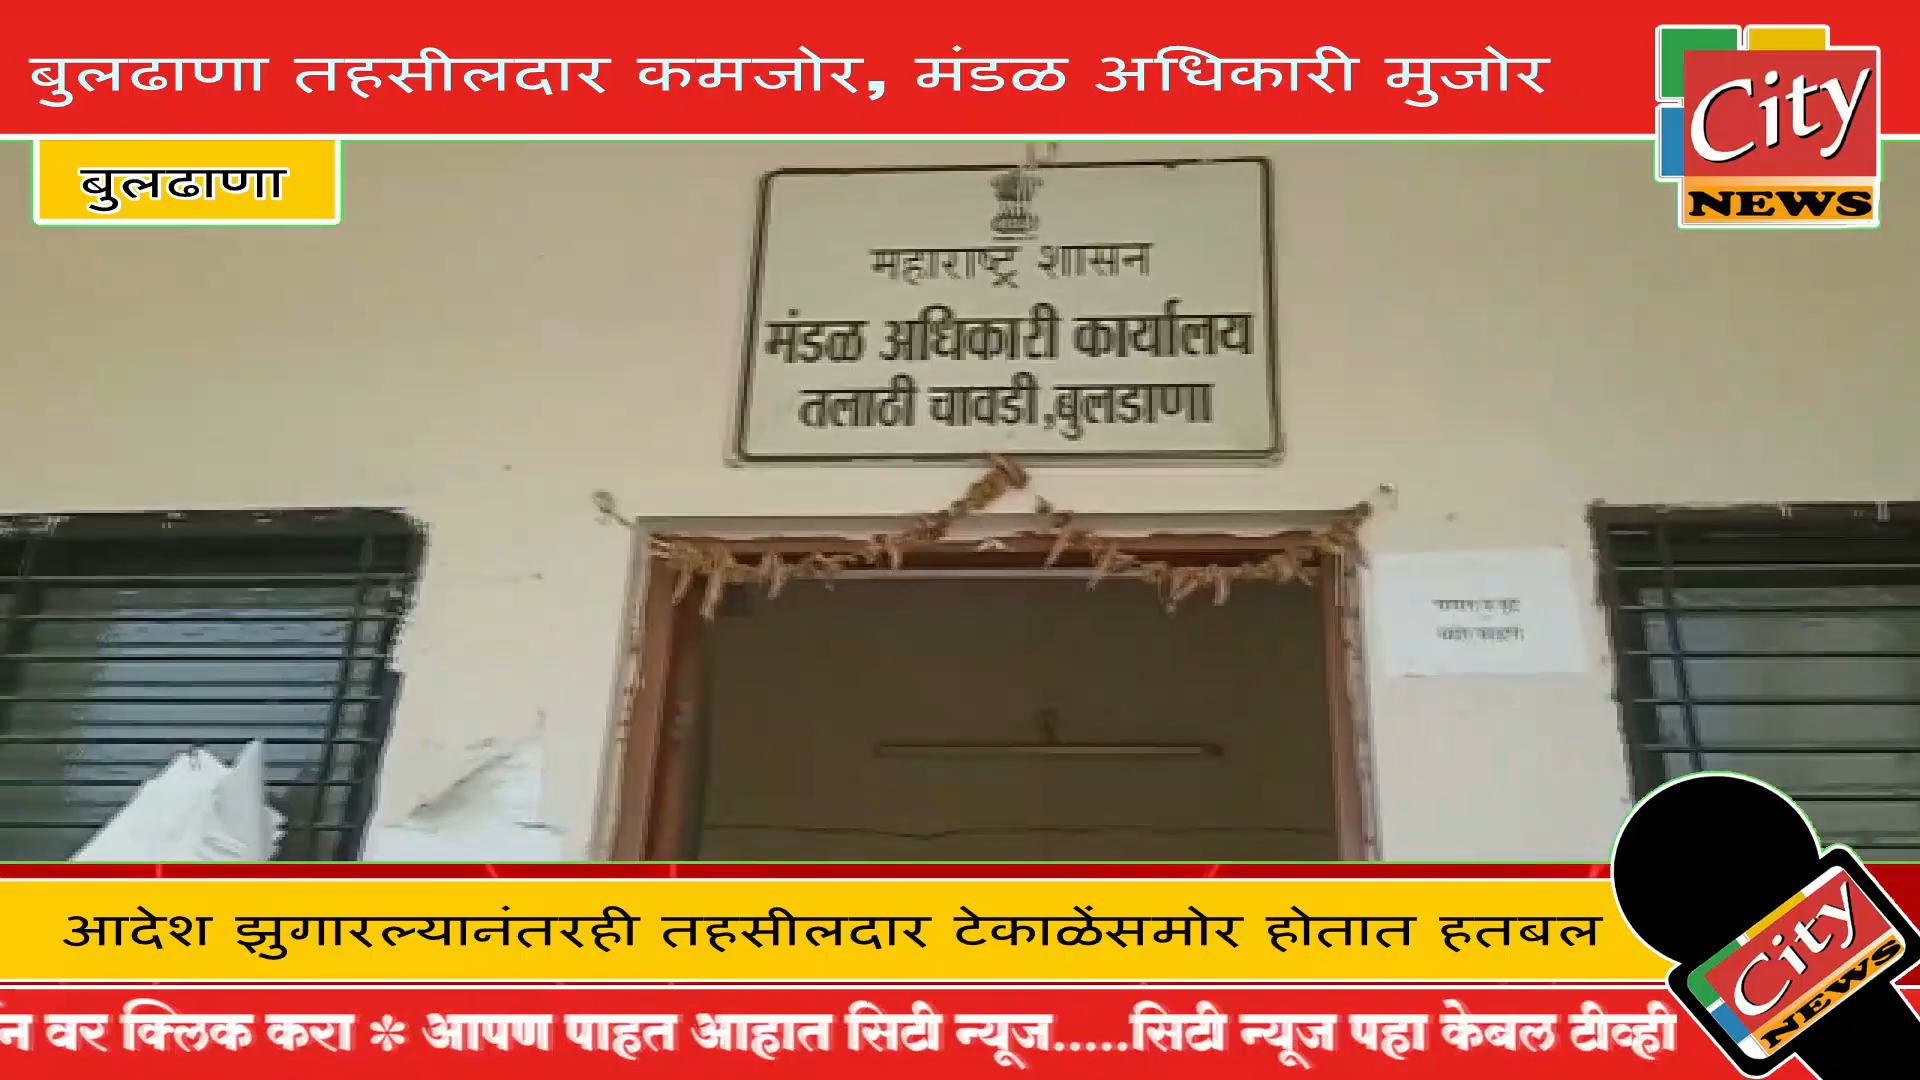 बुलढाणा तहसीलदार कमजोर, मंडळ अधिकारी मुजोर
City
NEWS
बुलढाणा
महाराष्ट्र शासन
मंडळ अधिकारी कार्यालय
तलाठी चावडी,बुलडाणा
आदेश झुगारल्यानंतरही तहसीलदार टेकाळेंसमोर होतात हतबल
City
NEWS
वर क्लिक करा * आपण पाहत आहात सिटी न्यूज.....सिटी न्यूज पहा केबल टीव्ही